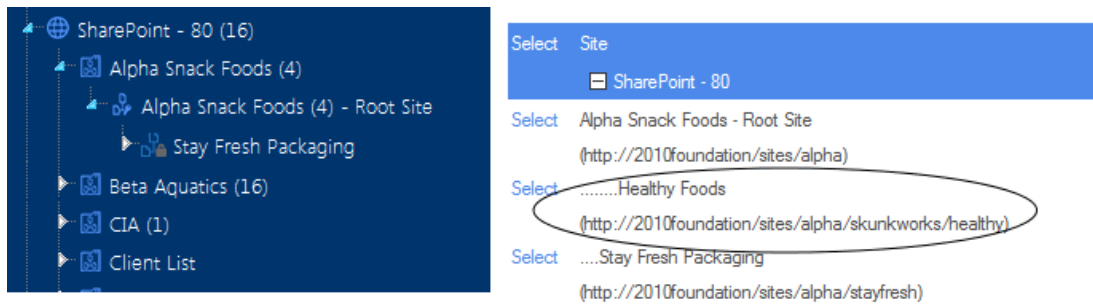 SharePoint - 80 (16)
Alpha Snack Foods (4)
Alpha Snack Foods (4) - Root Site
Stay Fresh Packaging
Beta Aquatics (16)
CIA (1)
Client List
Select Site
SharePoint - 80
Select Alpha Snack Foods - Root Site
(http://2010foundation/sites/alpha)
Select ........Healthy Foods
(http://2010foundation/sites/alpha/skunkworks/healthy)
Select ....Stay Fresh Packaging
(http://2010foundation/sites/alpha/stayfresh)